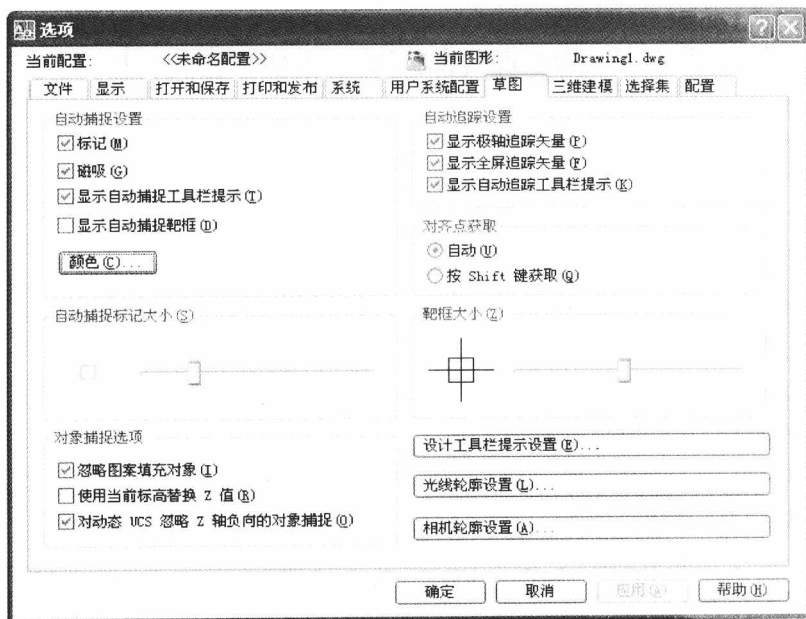 选项
当前配置: <<未命名配置>> 当前图形: Drawing1.dwg
文件 显示 打开和保存 打印和发布 系统 用户系统配置 草图 三维建模 选择集 配置
自动捕捉设置
标记(M)
磁吸(G)
显示自动捕捉工具栏提示(T)
显示自动捕捉靶框(D)
颜色(C)...
自动追踪设置
显示极轴追踪矢量(P)
显示全屏追踪矢量(F)
显示自动追踪工具栏提示(K)
对齐点获取
自动(U)
按 Shift 键获取(Q)
自动捕捉标记大小(S)
靶框大小(Z)
对象捕捉选项
忽略图案填充对象(I)
使用当前标高替换 Z 值(R)
对动态 UCS 忽略 Z 轴负向的对象捕捉(O)
设计工具栏提示设置(E)...
光线轮廓设置(L)...
相机轮廓设置(A)...
确定 取消 应用(A) 帮助(H)